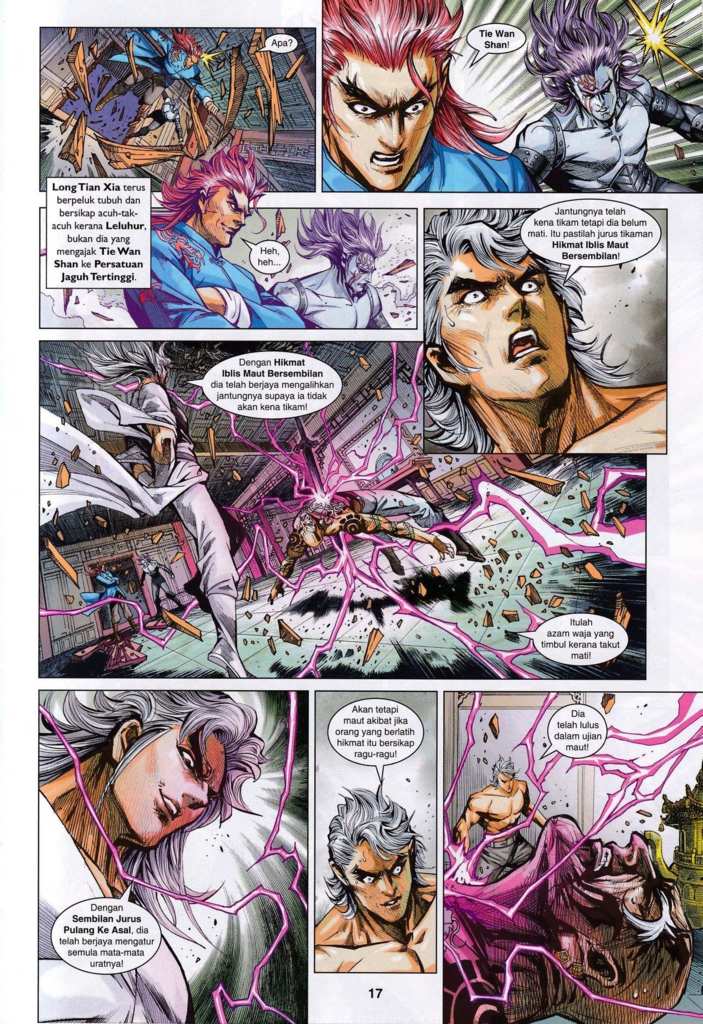 Apa?
Tie Wan
Shan!
Long Tian Xia terus
berpeluk tubuh dan
bersikap acuh-tak-
acuh kerana Leluhur,
bukan dia yang
mengajak Tie Wan
Shan ke Persatuan
Jaguh Tertinggi.
Heh,
heh...
Jantungnya telah
kena tikam tetapi dia belum
mati. Itu pastilah jurus tikaman
Hikmat Iblis Maut
Bersembilan!
Dengan Hikmat
Iblis Maut Bersembilan
dia telah berjaya mengalihkan
jantungnya supaya ia tidak
akan kena tikam!
Itulah
azam waja yang
timbul kerana takut
mati!
Dengan
Sembilan Jurus
Pulang Ke Asal, dia
telah berjaya mengatur
semula mata-mata
uratnya!
Akan tetapi
maut akibat jika
orang yang berlatih
hikmat itu bersikap
ragu-ragu!
Dia
telah lulus
dalam ujian
maut!
17